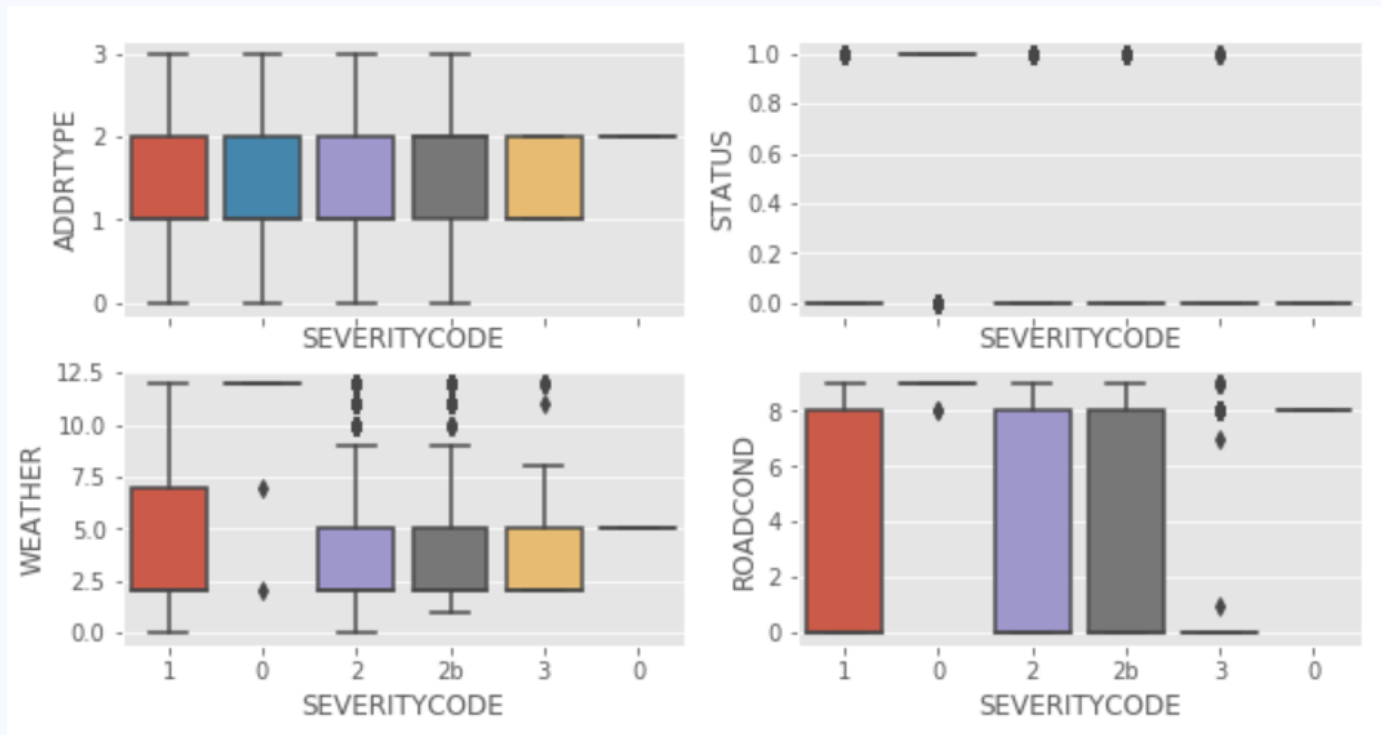 ADDRTYPE
3
2
1
0
SEVERITYCODE
STATUS
1.0
0.8
0.6
0.4
0.2
0.0
SEVERITYCODE
WEATHER
12.5
10.0
7.5
5.0
2.5
0.0
1 0 2 2b 3 0
SEVERITYCODE
ROADCOND
8
6
4
2
0
1 0 2 2b 3 0
SEVERITYCODE